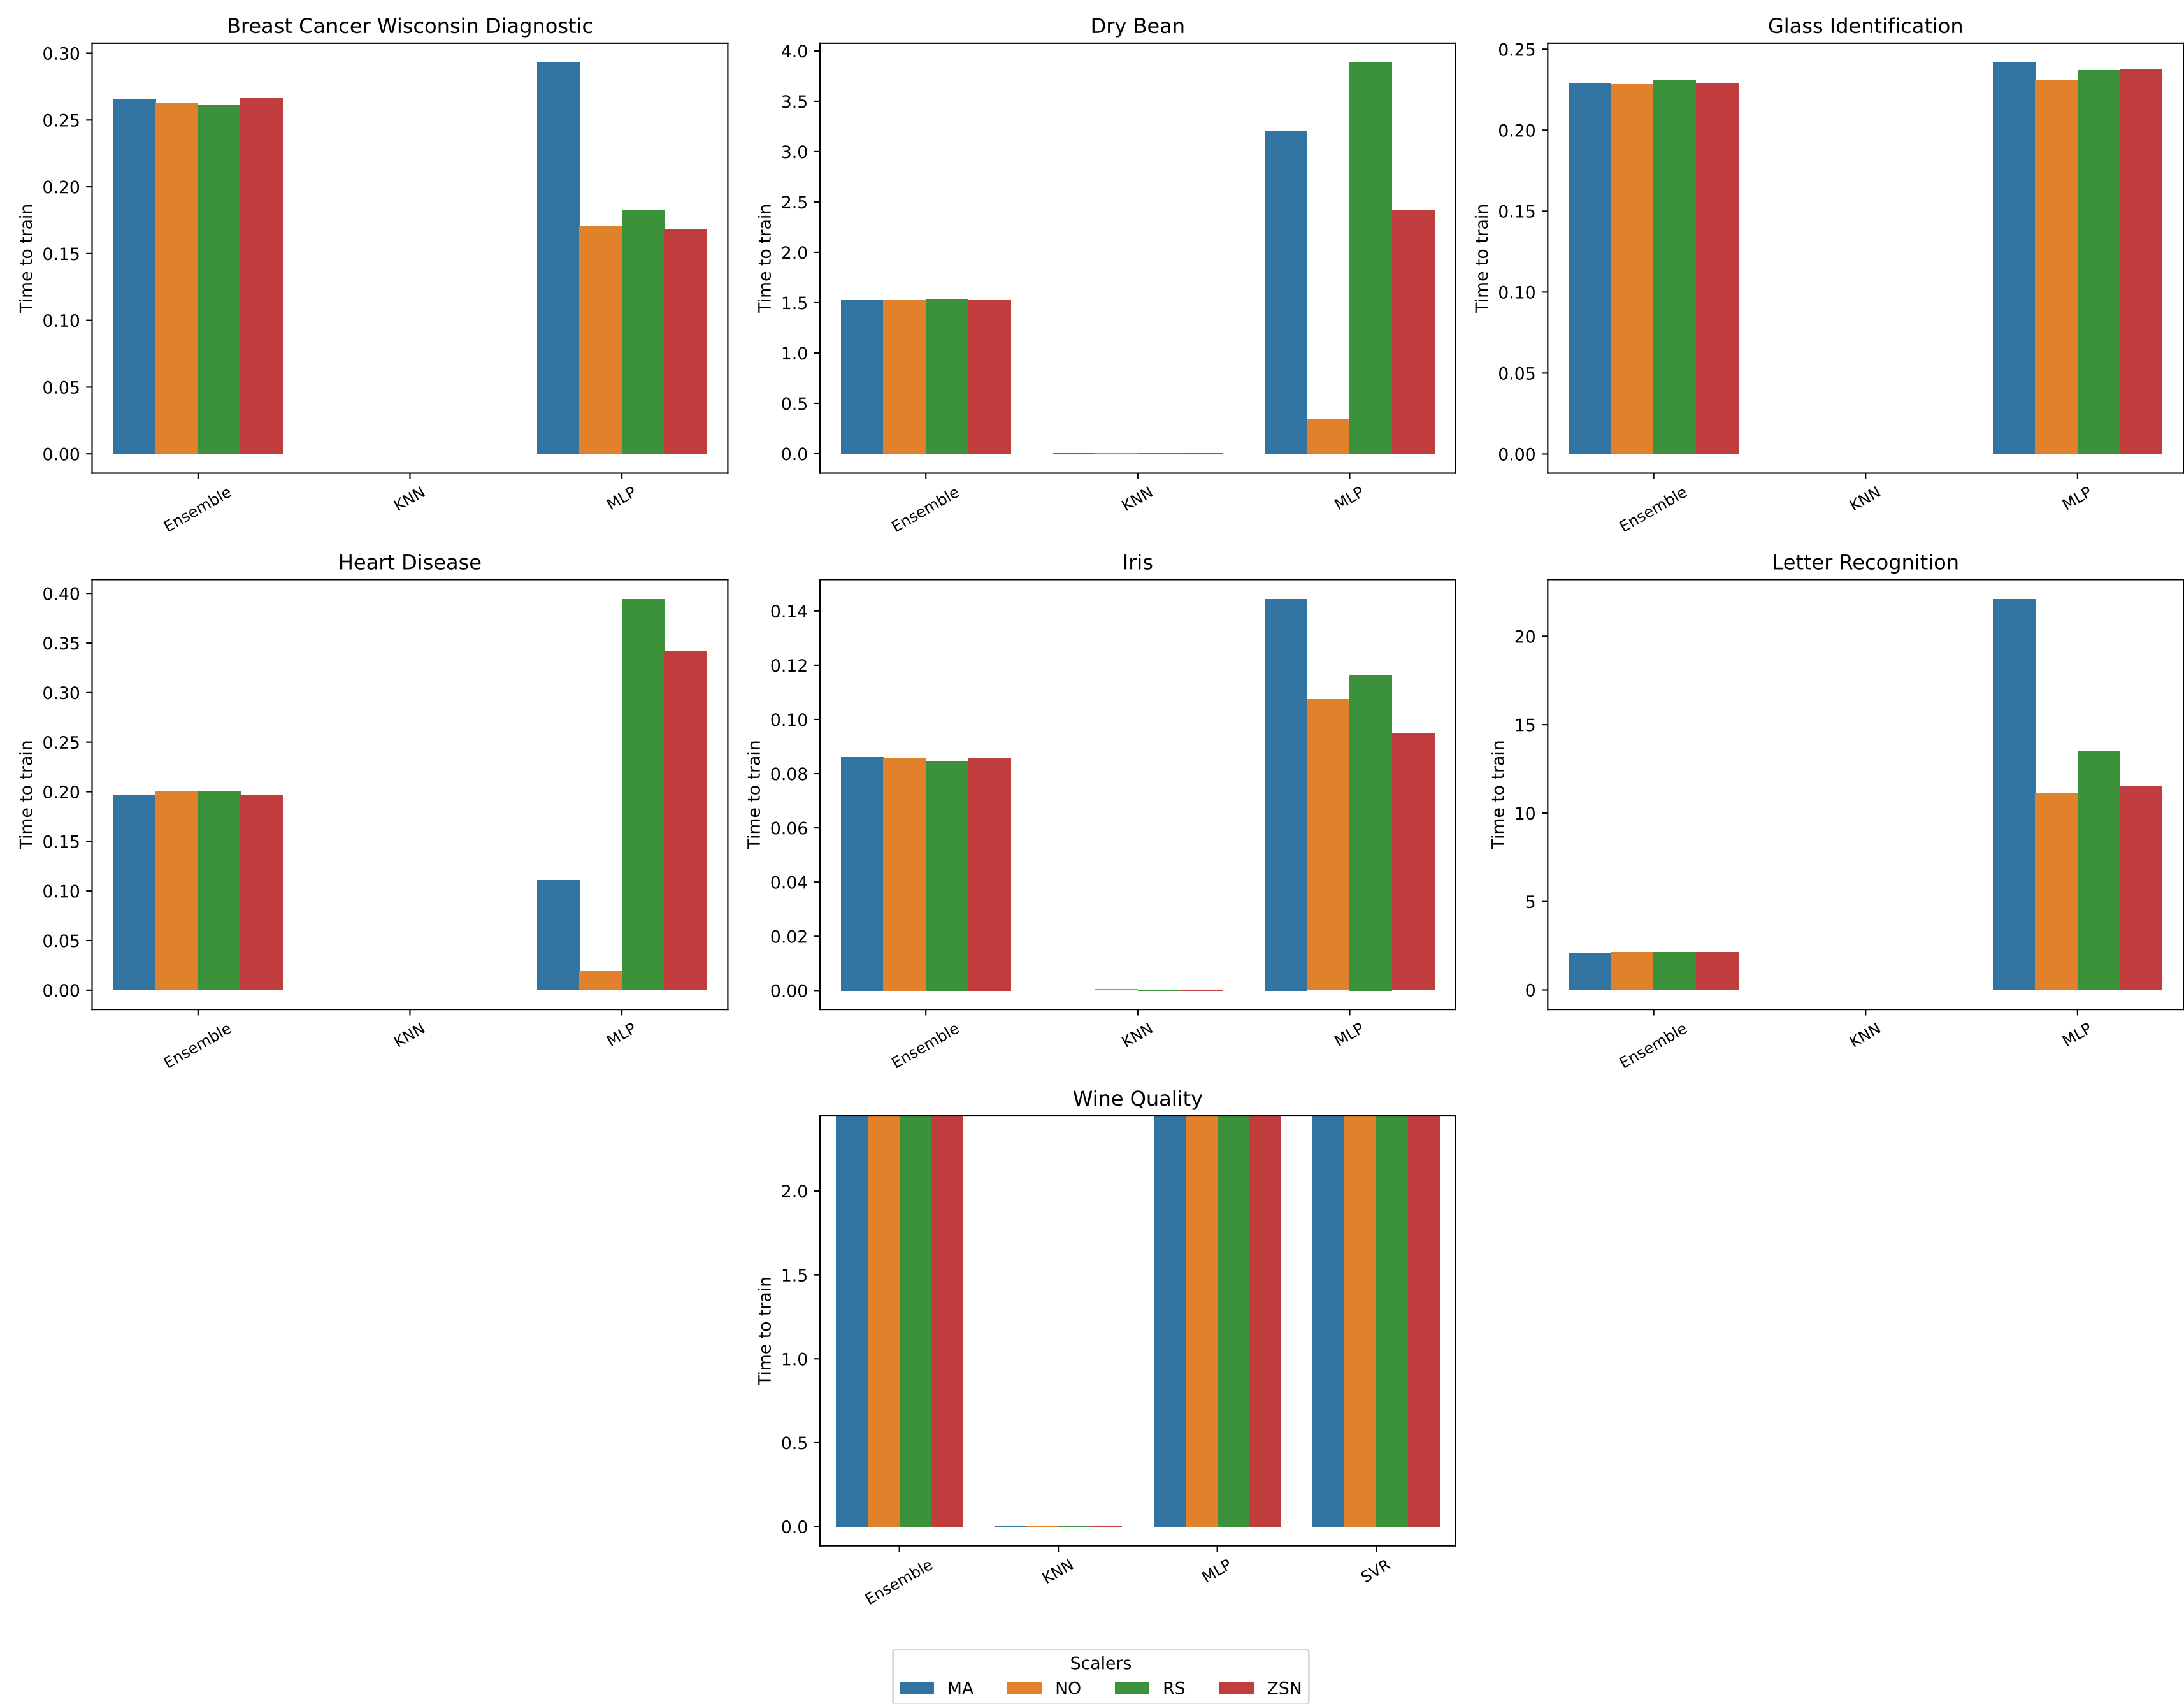 Breast Cancer Wisconsin Diagnostic
Time to train
0.30
0.25
0.20
0.15
0.10
0.05
0.00
Ensemble
KNN
MLP
Dry Bean
Time to train
4.0
3.5
3.0
2.5
2.0
1.5
1.0
0.5
0.0
Ensemble
KNN
MLP
Glass Identification
Time to train
0.25
0.20
0.15
0.10
0.05
0.00
Ensemble
KNN
MLP
Heart Disease
Time to train
0.40
0.35
0.30
0.25
0.20
0.15
0.10
0.05
0.00
Ensemble
KNN
MLP
Iris
Time to train
0.14
0.12
0.10
0.08
0.06
0.04
0.02
0.00
Ensemble
KNN
MLP
Letter Recognition
Time to train
20
15
10
5
0
Ensemble
KNN
MLP
Wine Quality
Time to train
2.0
1.5
1.0
0.5
0.0
Ensemble
KNN
MLP
SVR
Scalers
MA NO RS ZSN